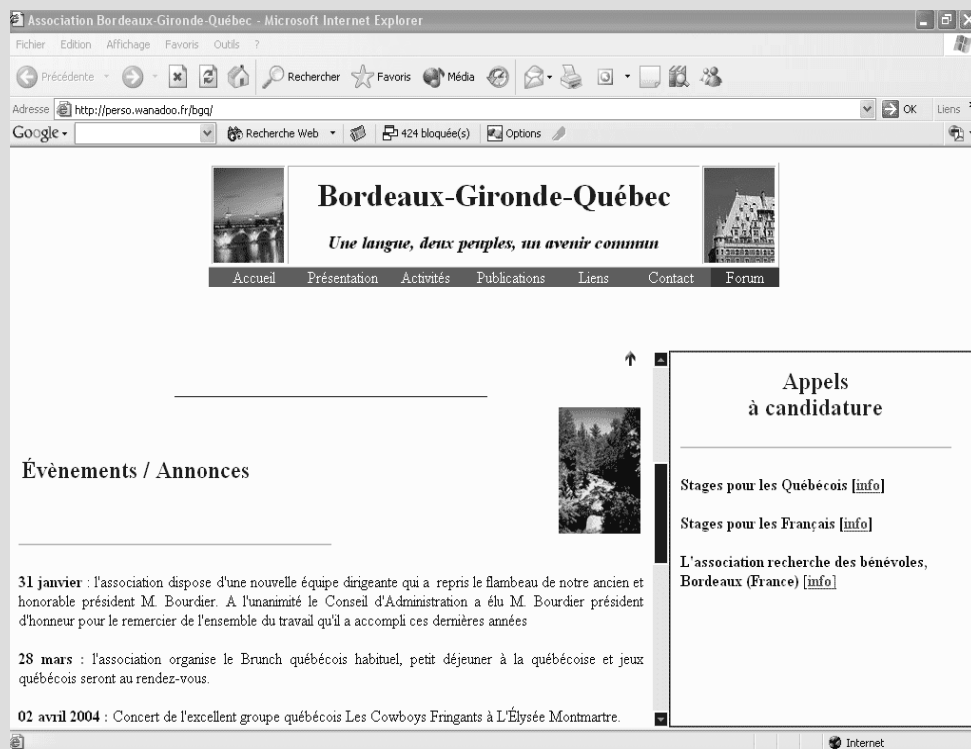 Association Bordeaux-Gironde-Québec - Microsoft Internet Explorer
Fichier Edition Affichage Favoris Outils ?
Précédente Rechercher Favoris Média
Adresse http://perso.wanadoo.fr/bgq/ OK Liens
Google Recherche Web 424 bloquée(s) Options
Bordeaux-Gironde-Québec
Une langue, deux peuples, un avenir commun
Accueil Présentation Activités Publications Liens Contact Forum
Évènements / Annonces
31 janvier : l'association dispose d'une nouvelle équipe dirigeante qui a repris le flambeau de notre ancien et
honorable président M. Bourdier. A l'unanimité le Conseil d'Administration a élu M. Bourdier président
d'honneur pour le remercier de l'ensemble du travail qu'il a accompli ces dernières années
28 mars : l'association organise le Brunch québécois habituel, petit déjeuner à la québécoise et jeux
québécois seront au rendez-vous.
02 avril 2004 : Concert de l'excellent groupe québécois Les Cowboys Fringants à L'Élysée Montmartre.
Appels
à candidature
Stages pour les Québécois [info]
Stages pour les Français [info]
L'association recherche des bénévoles,
Bordeaux (France) [info]
Internet